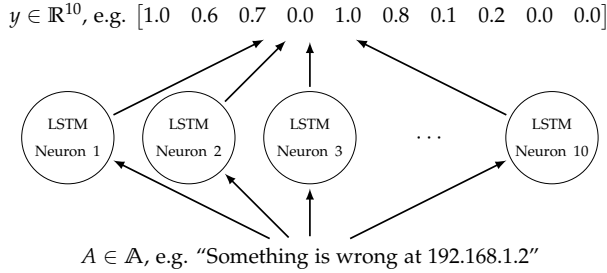 y ∈ ℝ¹⁰, e.g. [1.0 0.6 0.7 0.0 1.0 0.8 0.1 0.2 0.0 0.0]
LSTM LSTM LSTM LSTM
Neuron 1 Neuron 2 Neuron 3 . . . Neuron 10
A ∈ 𝔸, e.g. “Something is wrong at 192.168.1.2”